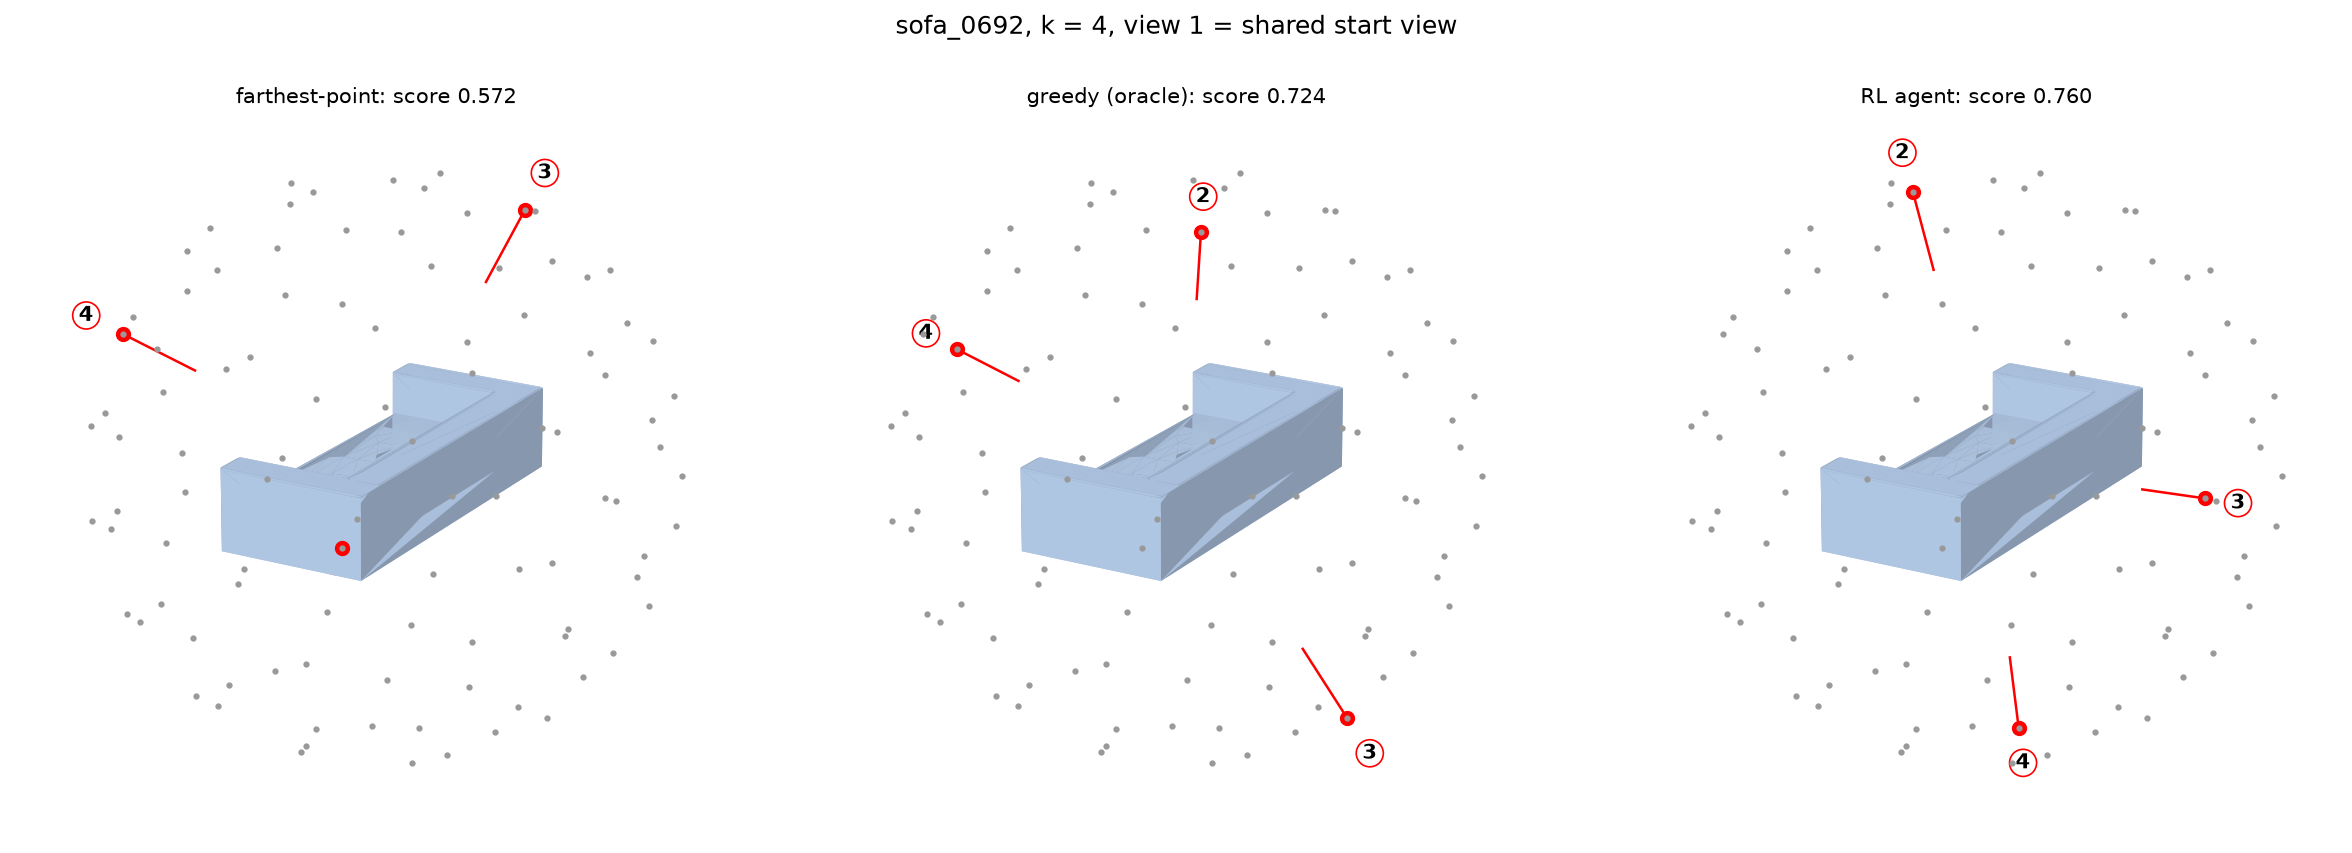 sofa_0692, k = 4, view 1 = shared start view
farthest-point: score 0.572
3
4
greedy (oracle): score 0.724
2
4
3
RL agent: score 0.760
2
3
4